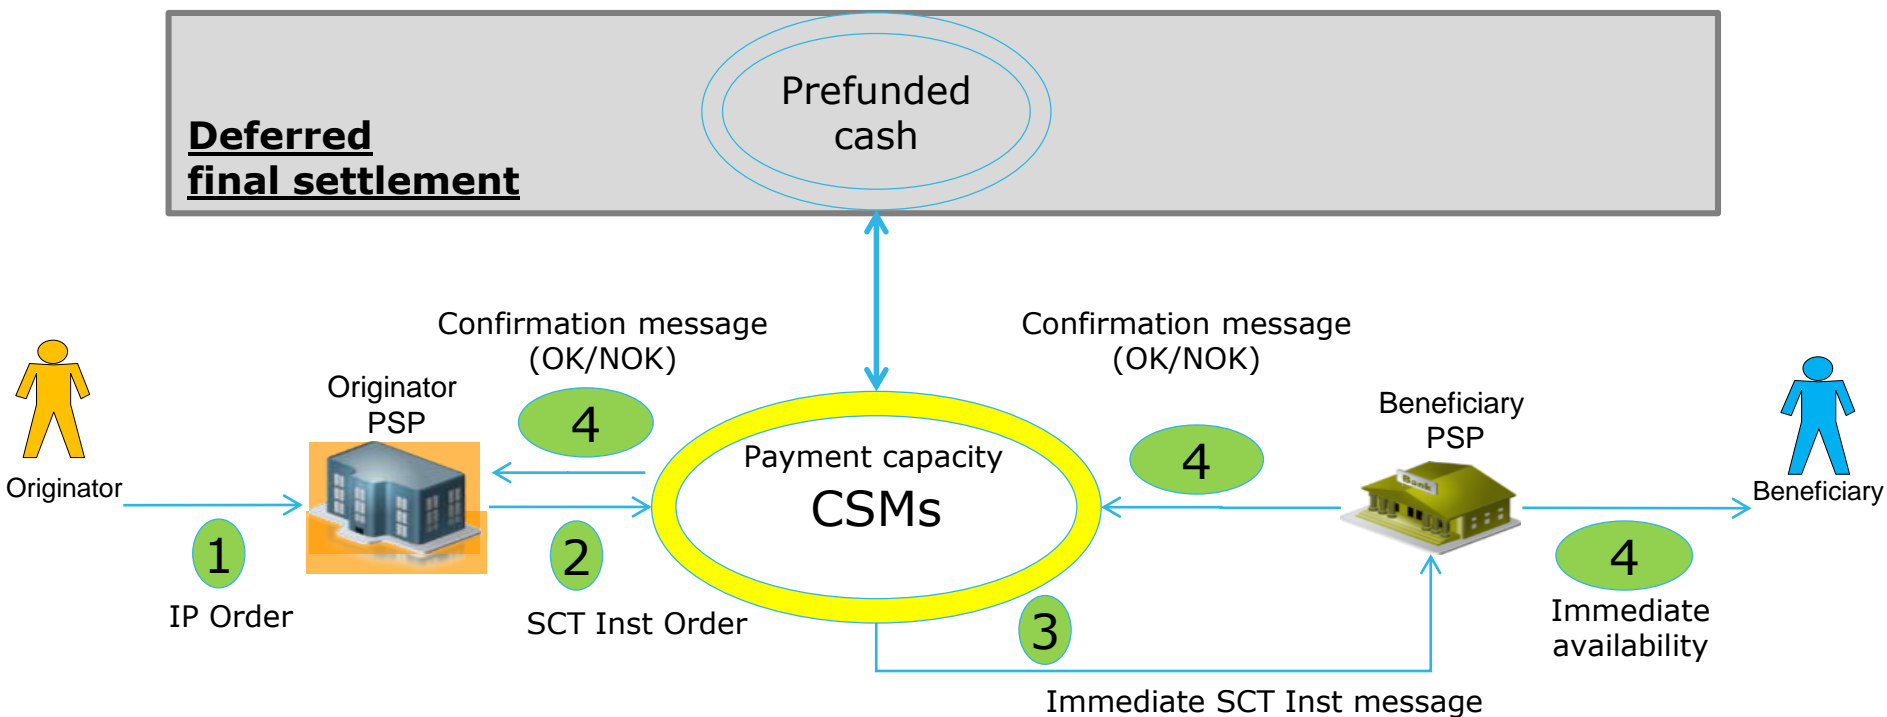 Prefunded
cash
Deferred
final settlement
Confirmation message
(OK/NOK)
Confirmation message
(OK/NOK)
Originator
PSP
4
Beneficiary
PSP
4
Payment capacity
CSMs
Originator
Beneficiary
1
IP Order
2
SCT Inst Order
3
4
Immediate
availability
Immediate SCT Inst message
Bank